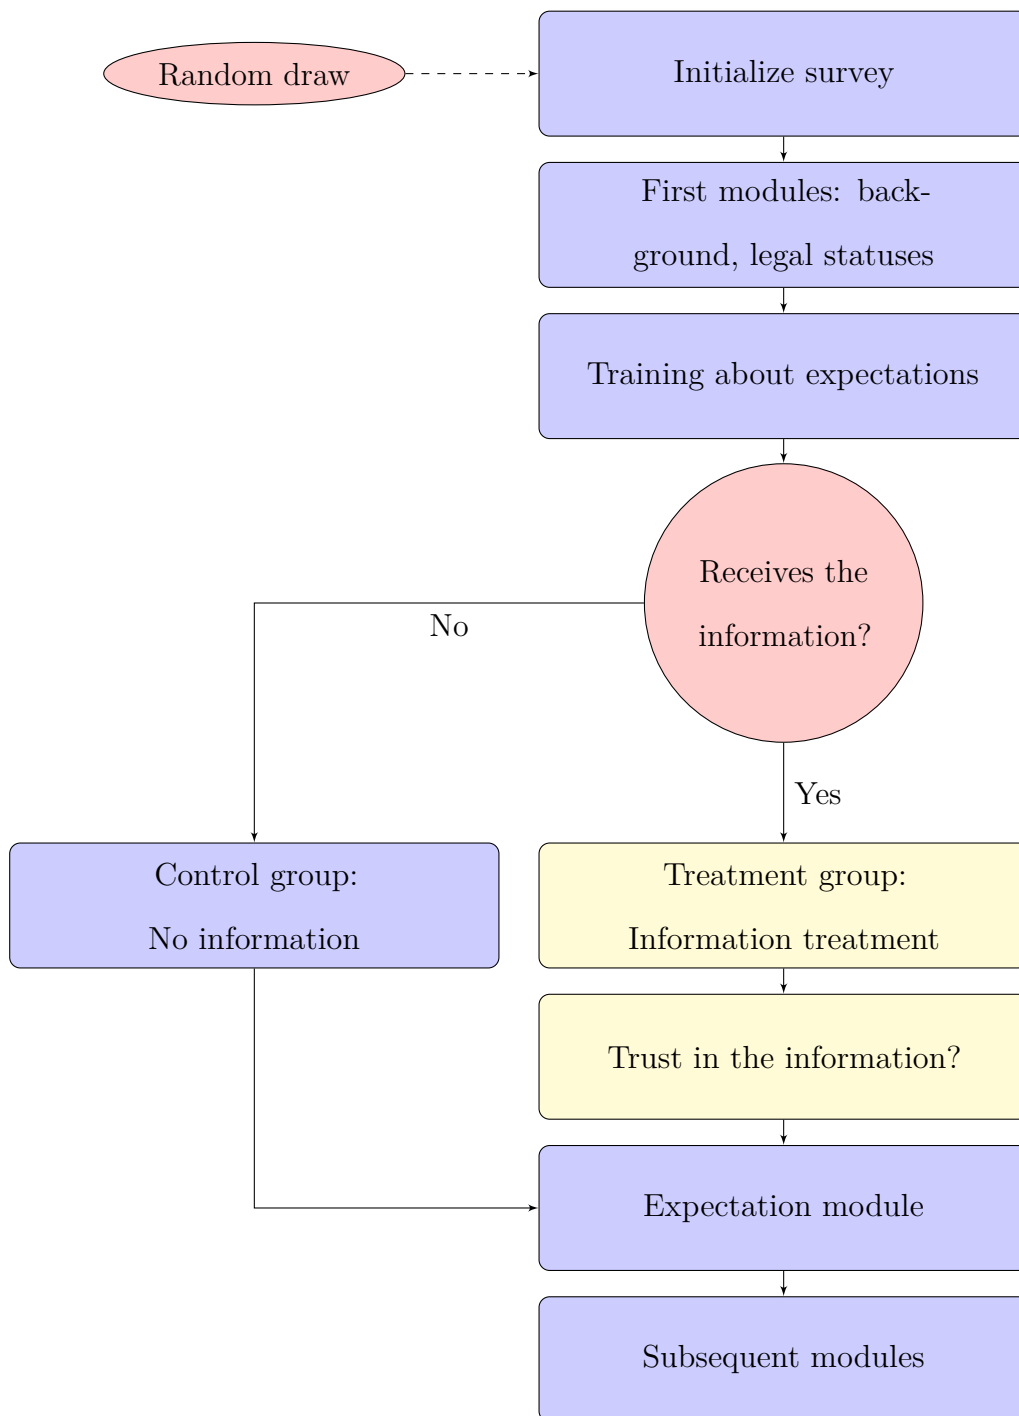 Random draw
Initialize survey
First modules: back-
ground, legal statuses
Training about expectations
Receives the
information?
No
Yes
Control group:
No information
Treatment group:
Information treatment
Trust in the information?
Expectation module
Subsequent modules